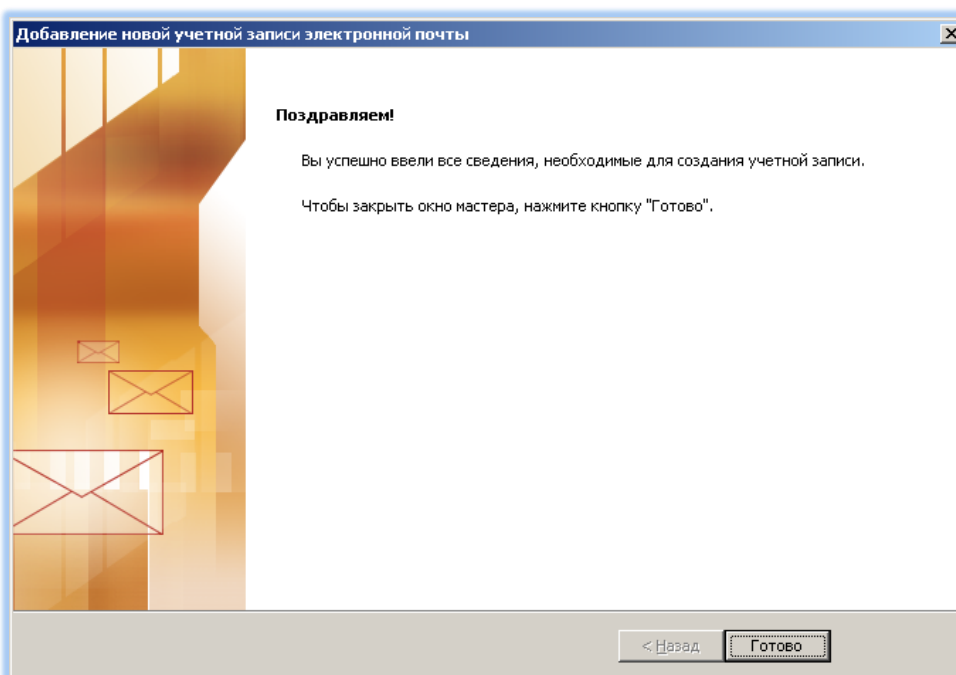 Добавление новой учетной записи электронной почты
Поздравляем!
Вы успешно ввели все сведения, необходимые для создания учетной записи.
Чтобы закрыть окно мастера, нажмите кнопку "Готово".
< Назад
Готово